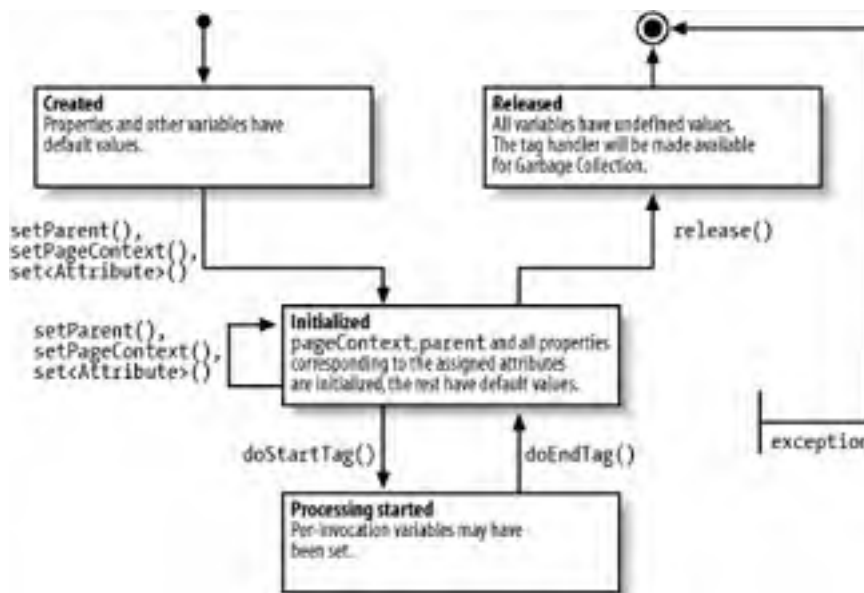 Created
Properties and other variables have
default values.
Released
All variables have undefined values.
The tag handler will be made available
for Garbage Collection.
setParent(),
setPageContext(),
set<Attribute>()
release()
setParent(),
setPageContext(),
set<Attribute>()
Initialized
pageContext, parent and all properties
corresponding to the assigned attributes
are initialized, the rest have default values.
doStartTag()
doEndTag()
exception
Processing started
Per-invocation variables may have
been set.